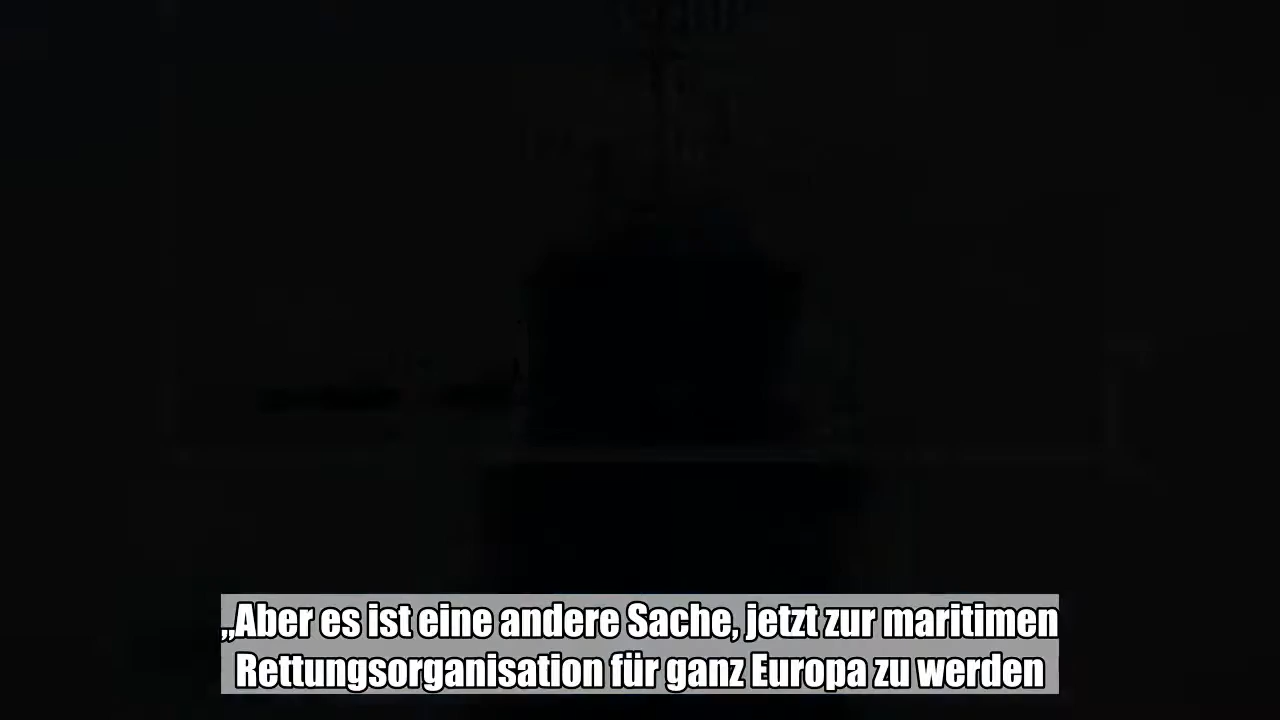 „Aber es ist eine andere Sache, jetzt zur maritimen
Rettungsorganisation für ganz Europa zu werden